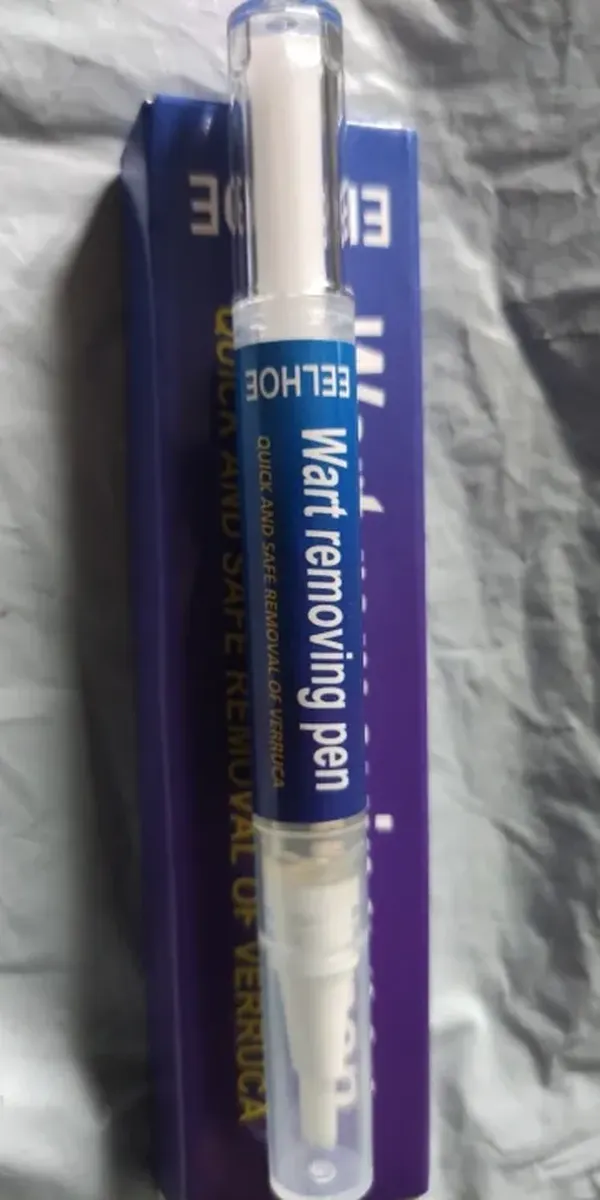 EELHOE
Wart removing pen
QUICK AND SAFE REMOVAL OF VERRUCA
QUICK AND SAFE REMOVAL OF VERRUCA